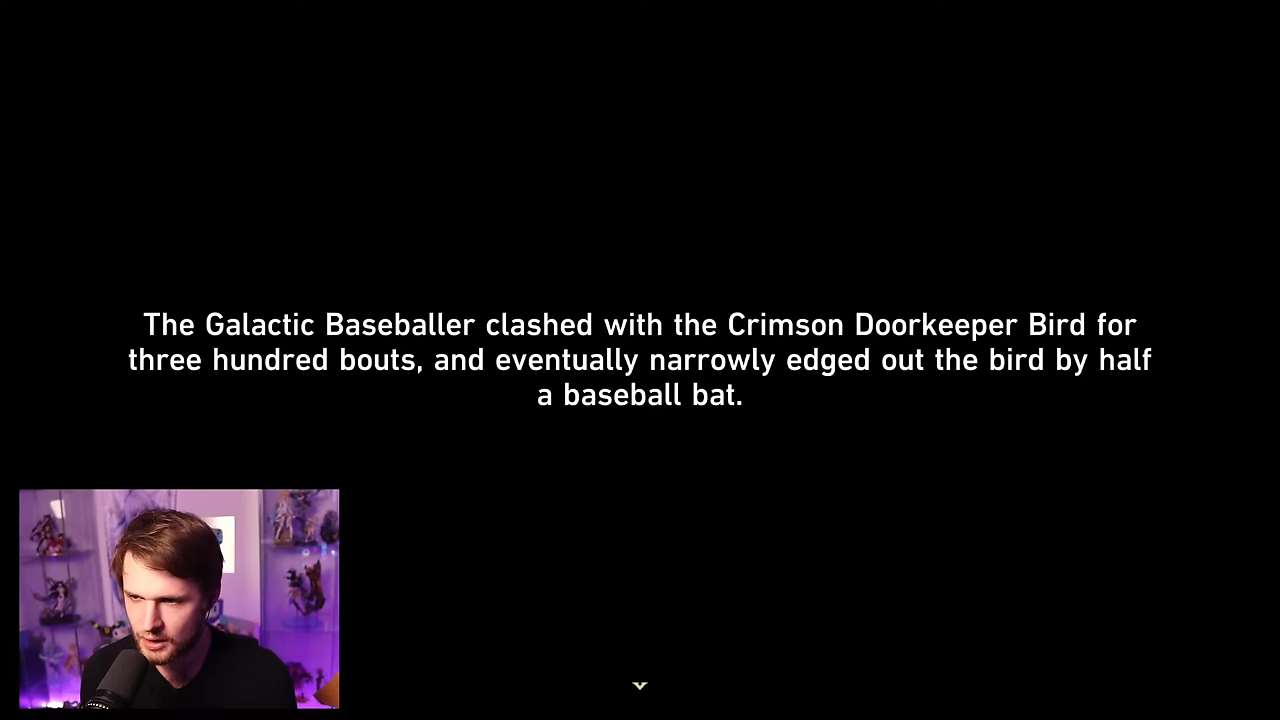 The Galactic Baseballer clashed with the Crimson Doorkeeper Bird for
three hundred bouts, and eventually narrowly edged out the bird by half
a baseball bat.